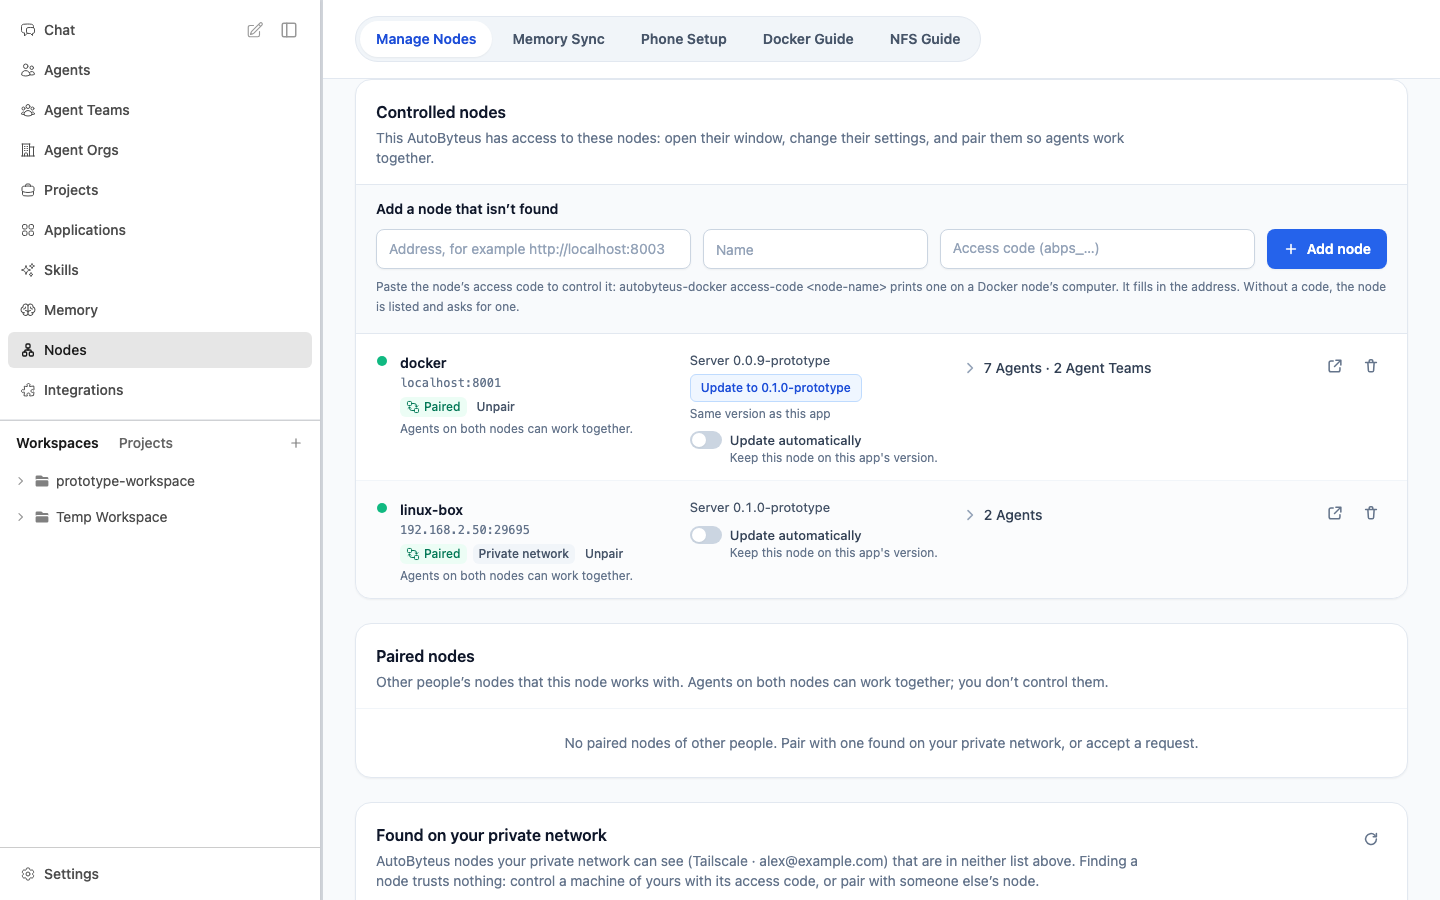 Chat
Agents
Agent Teams
Agent Orgs
Projects
Applications
Skills
Memory
Nodes
Integrations
Workspaces Projects
prototype-workspace
Temp Workspace
Settings
Manage Nodes Memory Sync Phone Setup Docker Guide NFS Guide
Controlled nodes
This AutoByteus has access to these nodes: open their window, change their settings, and pair them so agents work
together.
Add a node that isn’t found
Address, for example http://localhost:8003 Name Access code (abps_...) Add node
Paste the node’s access code to control it: autobyteus-docker access-code <node-name> prints one on a Docker node’s computer. It fills in the address. Without a code, the node
is listed and asks for one.
docker
localhost:8001
Paired Unpair
Agents on both nodes can work together.
Server 0.0.9-prototype
Update to 0.1.0-prototype
Same version as this app
Update automatically
Keep this node on this app's version.
7 Agents · 2 Agent Teams
linux-box
192.168.2.50:29695
Paired Private network Unpair
Agents on both nodes can work together.
Server 0.1.0-prototype
Update automatically
Keep this node on this app's version.
2 Agents
Paired nodes
Other people’s nodes that this node works with. Agents on both nodes can work together; you don’t control them.
No paired nodes of other people. Pair with one found on your private network, or accept a request.
Found on your private network
AutoByteus nodes your private network can see (Tailscale · alex@example.com) that are in neither list above. Finding a
node trusts nothing: control a machine of yours with its access code, or pair with someone else’s node.